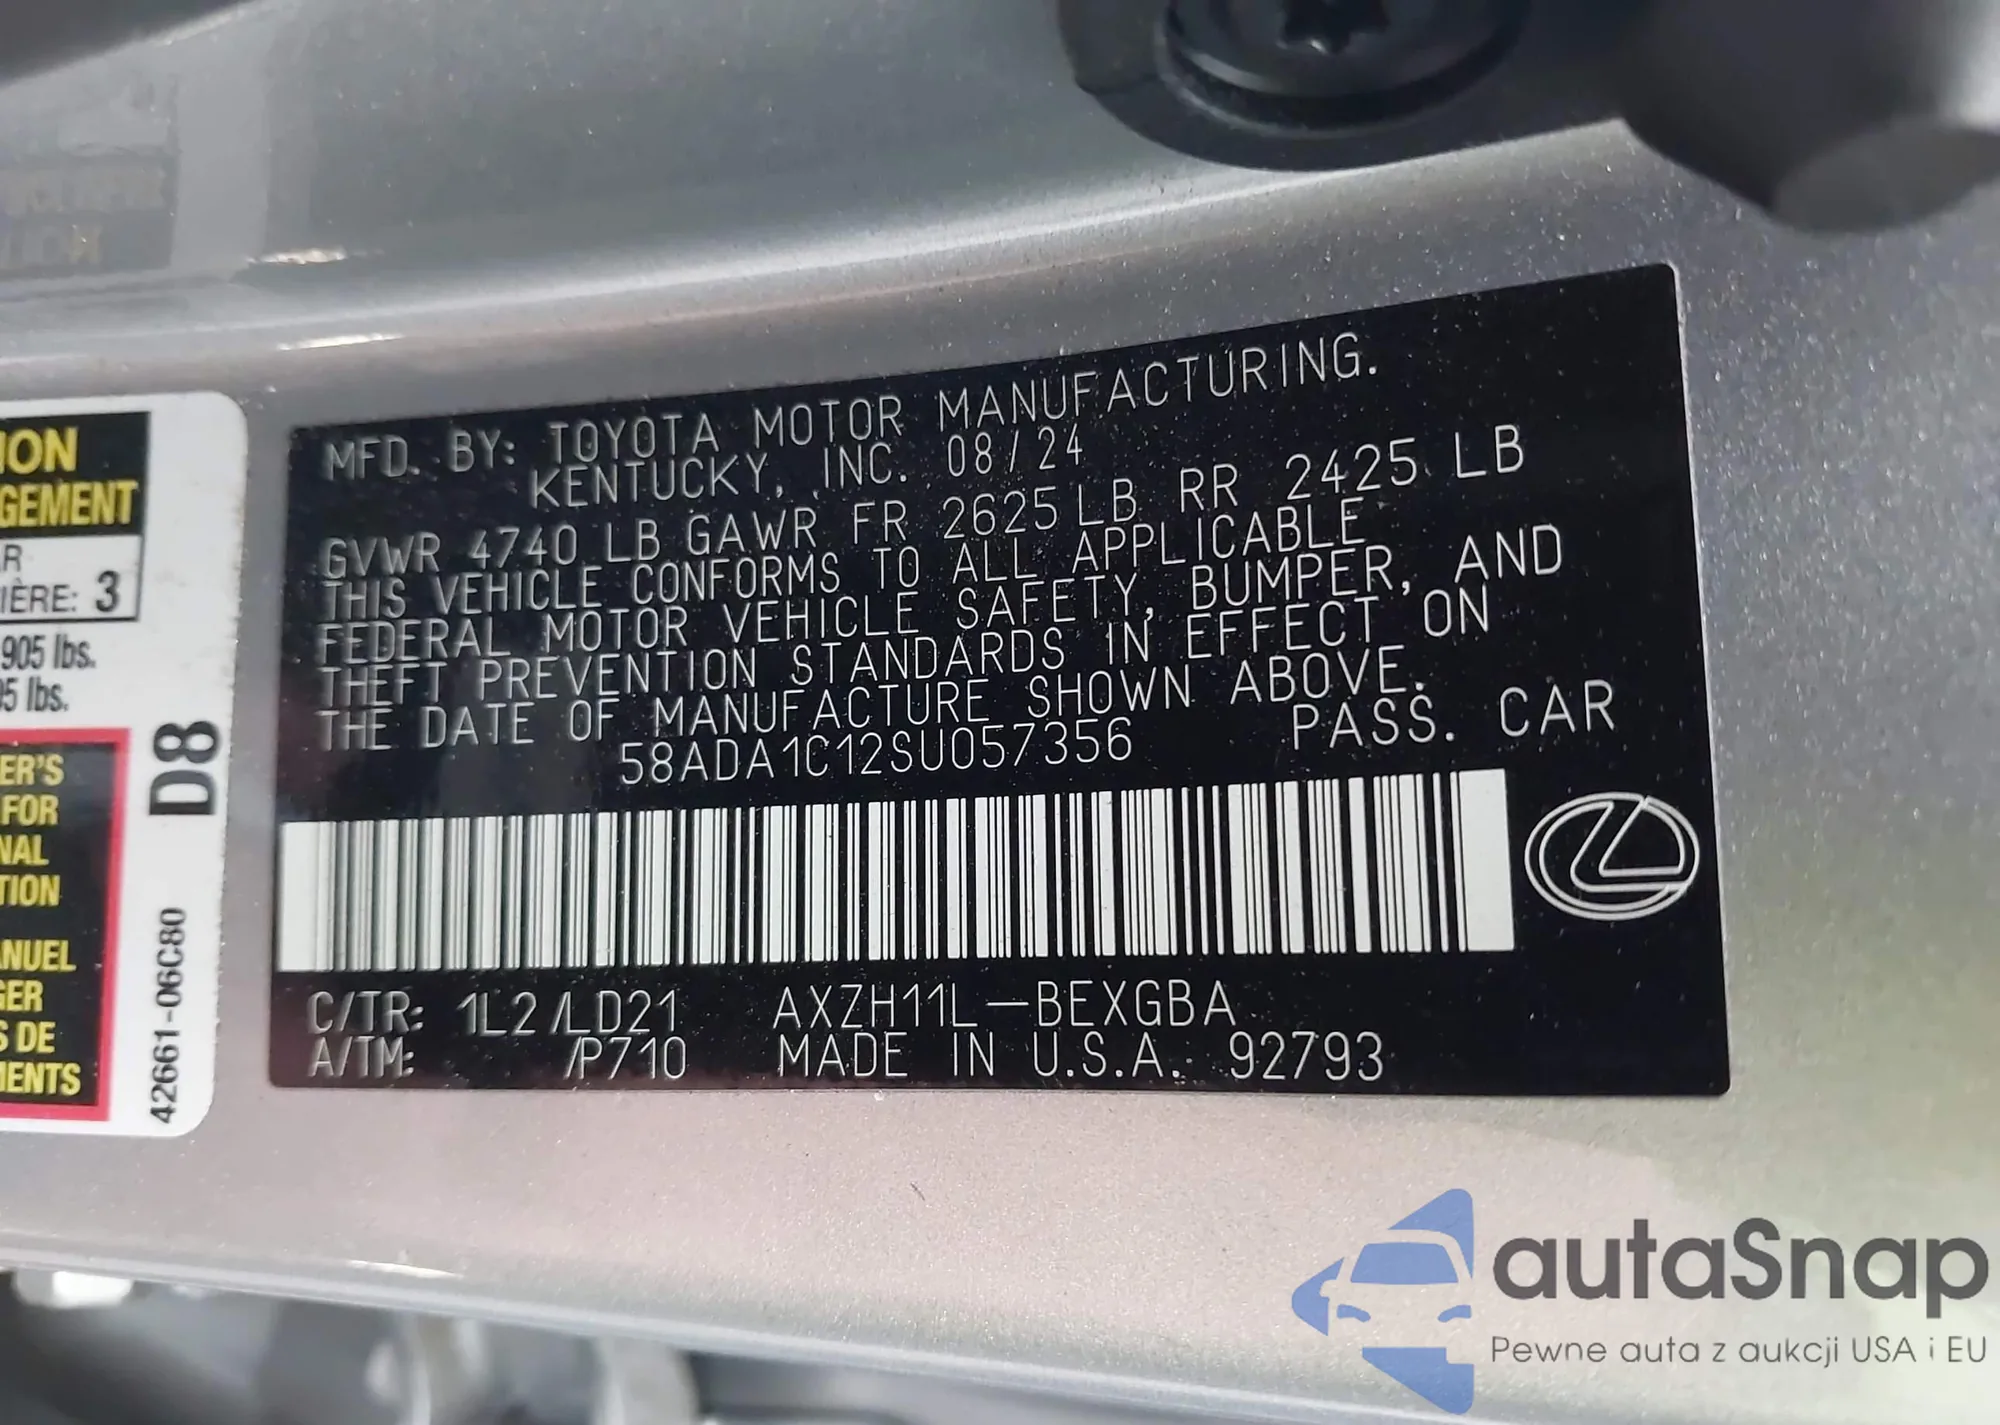 ION
GEMENT
AR
IÈRE: 3
905 lbs.
95 lbs.
ER'S
FOR
NAL
TION
ANUEL
GER
S DE
MENTS
D8
42661-06C80
MFD. BY: TOYOTA MOTOR MANUFACTURING.
KENTUCKY, INC. 08/24
GVWR 4740 LB GAWR FR 2625 LB RR 2425 LB
THIS VEHICLE CONFORMS TO ALL APPLICABLE
FEDERAL MOTOR VEHICLE SAFETY, BUMPER, AND
THEFT PREVENTION STANDARDS IN EFFECT ON
THE DATE OF MANUFACTURE SHOWN ABOVE.
58ADA1C12SU057356 PASS. CAR
C/TR: 1L2/LD21 AXZH11L-BEXGBA
A/TM: /P710 MADE IN U.S.A. 92793
autaSnap
Pewne auta z aukcji USA i EU